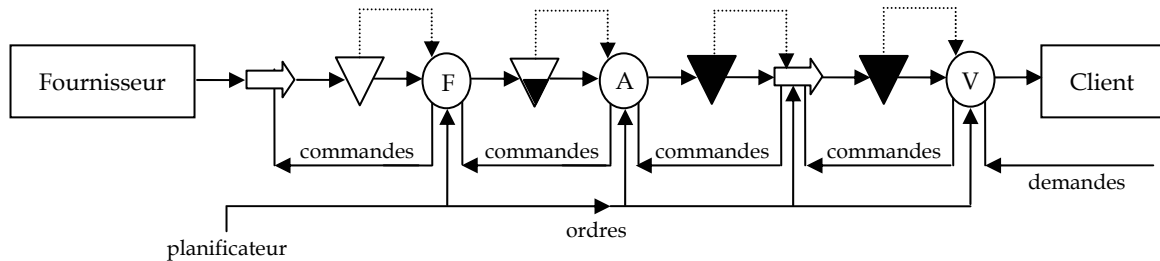 Fournisseur
F
A
V
Client
commandes
commandes
commandes
commandes
demandes
ordres
planificateur